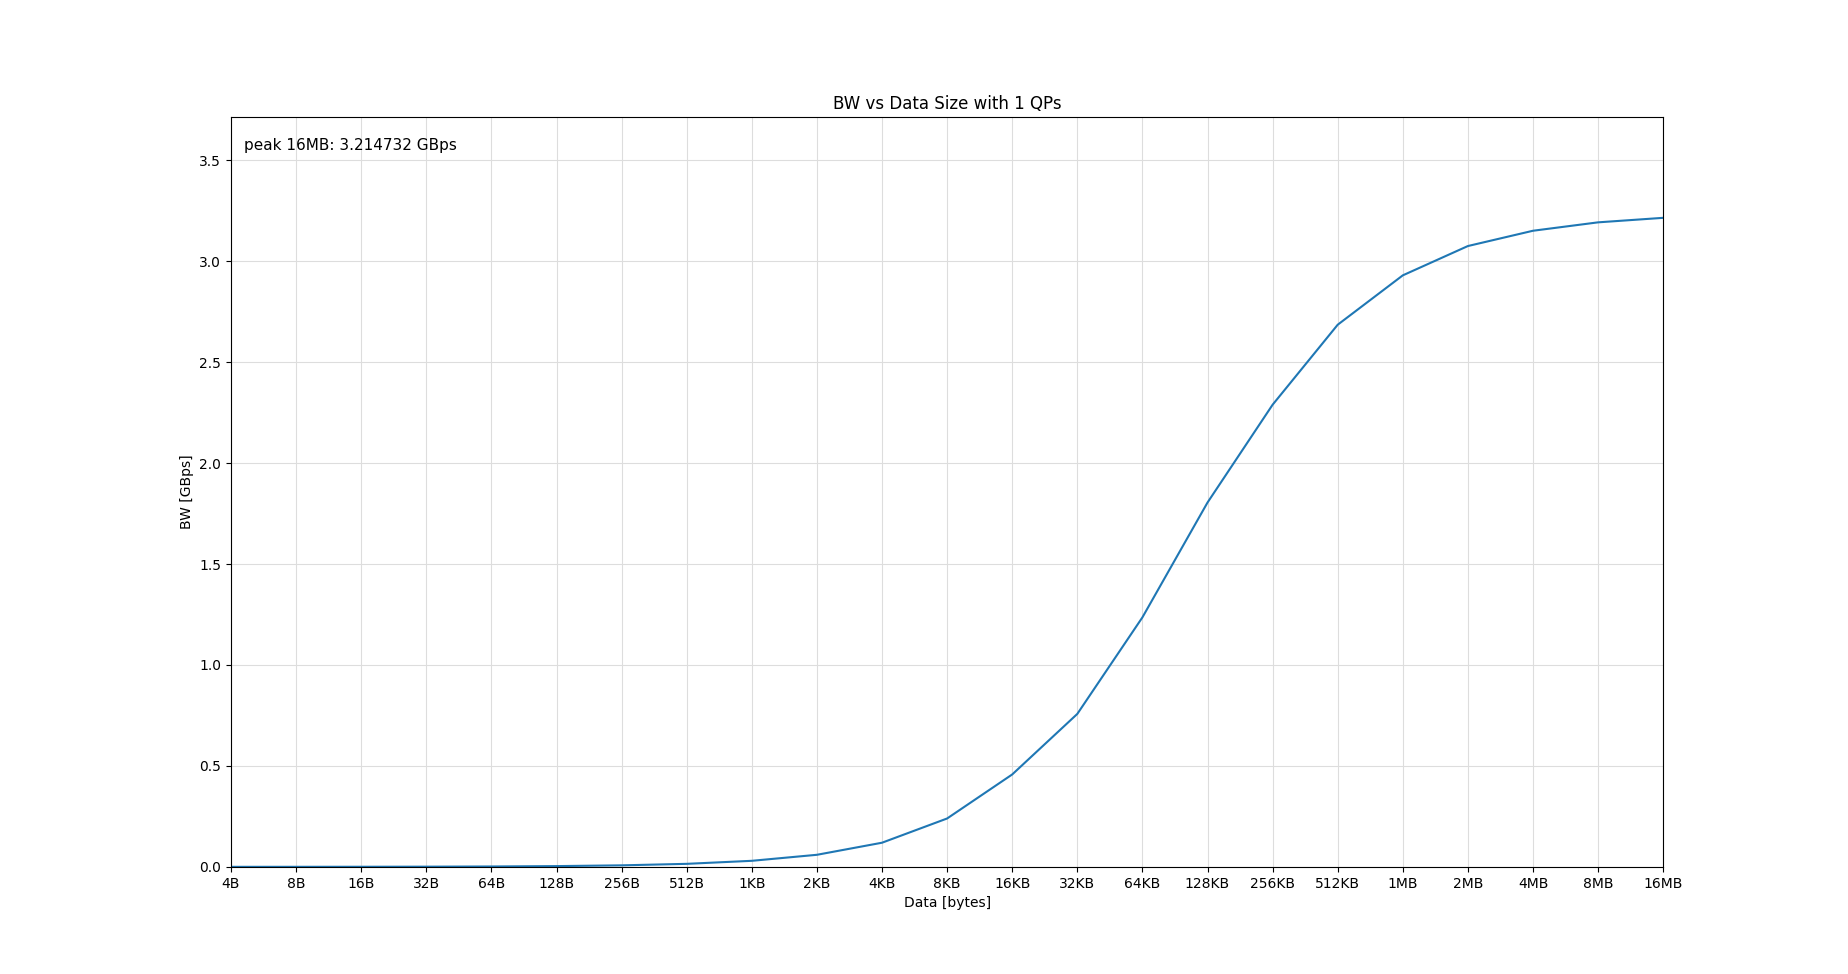 BW vs Data Size with 1 QPs
peak 16MB: 3.214732 GBps
3.5
3.0
2.5
2.0
1.5
1.0
0.5
0.0
BW [GBps]
4B 8B 16B 32B 64B 128B 256B 512B 1KB 2KB 4KB 8KB 16KB 32KB 64KB 128KB 256KB 512KB 1MB 2MB 4MB 8MB 16MB
Data [bytes]